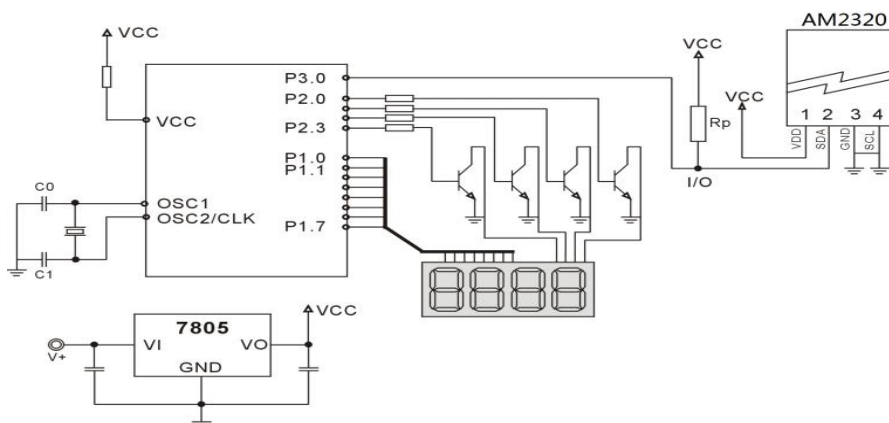 AM2320
VCC
VCC
VCC
P3.0
P2.0
P2.3
P1.0
P1.1
P1.7
VCC
OSC1
OSC2/CLK
C0
C1
Rp
1 2 3 4
VDD
SDA
GND
SCL
I/O
7805
VI
VO
GND
V+
VCC